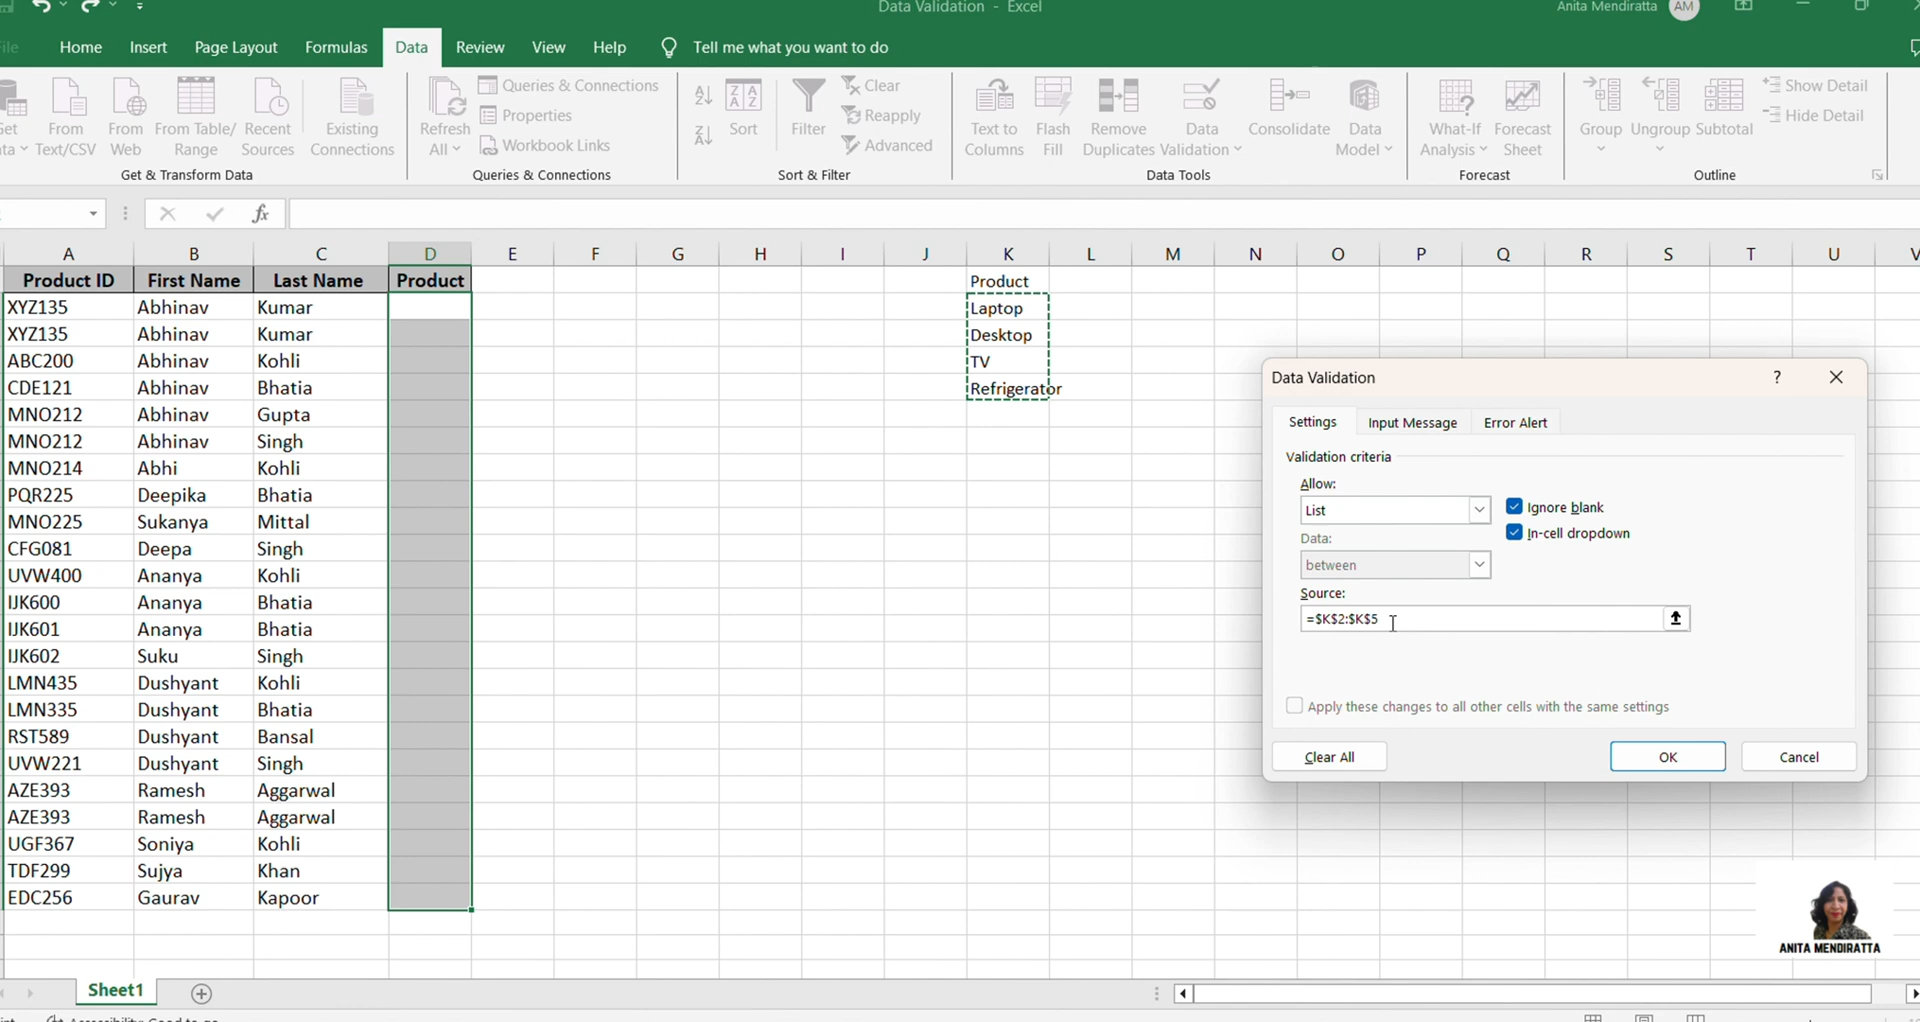 Data Validation - Excel
Anita Mendiratta AM
File Home Insert Page Layout Formulas Data Review View Help Tell me what you want to do
From Text/CSV
From Web
From Table/ Range
Recent Sources
Existing Connections
Get & Transform Data
Refresh All
Queries & Connections
Properties
Workbook Links
Queries & Connections
Sort
Filter
Clear
Reapply
Advanced
Sort & Filter
Text to Columns
Flash Fill
Remove Duplicates
Data Validation
Consolidate
Data Model
Data Tools
What-If Analysis
Forecast Sheet
Forecast
Group
Ungroup
Subtotal
Show Detail
Hide Detail
Outline
fx
A B C D E F G H I J K L M N O P Q R S T U V
Product ID First Name Last Name Product Product
XYZ135 Abhinav Kumar Laptop
XYZ135 Abhinav Kumar Desktop
ABC200 Abhinav Kohli TV
CDE121 Abhinav Bhatia Refrigerator
MNO212 Abhinav Gupta
MNO212 Abhinav Singh
MNO214 Abhi Kohli
PQR225 Deepika Bhatia
MNO225 Sukanya Mittal
CFG081 Deepa Singh
UVW400 Ananya Kohli
IJK600 Ananya Bhatia
IJK601 Ananya Bhatia
IJK602 Suku Singh
LMN435 Dushyant Kohli
LMN335 Dushyant Bhatia
RST589 Dushyant Bansal
UVW221 Dushyant Singh
AZE393 Ramesh Aggarwal
AZE393 Ramesh Aggarwal
UGF367 Soniya Kohli
TDF299 Sujya Khan
EDC256 Gaurav Kapoor
Data Validation ?
Settings Input Message Error Alert
Validation criteria
Allow:
List
Ignore blank
In-cell dropdown
Data:
between
Source:
=$K$2:$K$5
Apply these changes to all other cells with the same settings
Clear All OK Cancel
ANITA MENDIRATTA
Sheet1